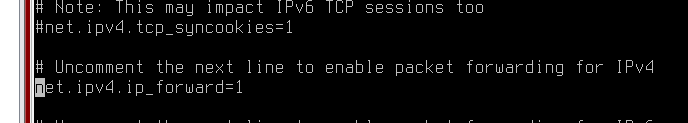 # Note: This may impact IPv6 TCP sessions too
#net.ipv4.tcp_syncookies=1
# Uncomment the next line to enable packet forwarding for IPv4
net.ipv4.ip_forward=1